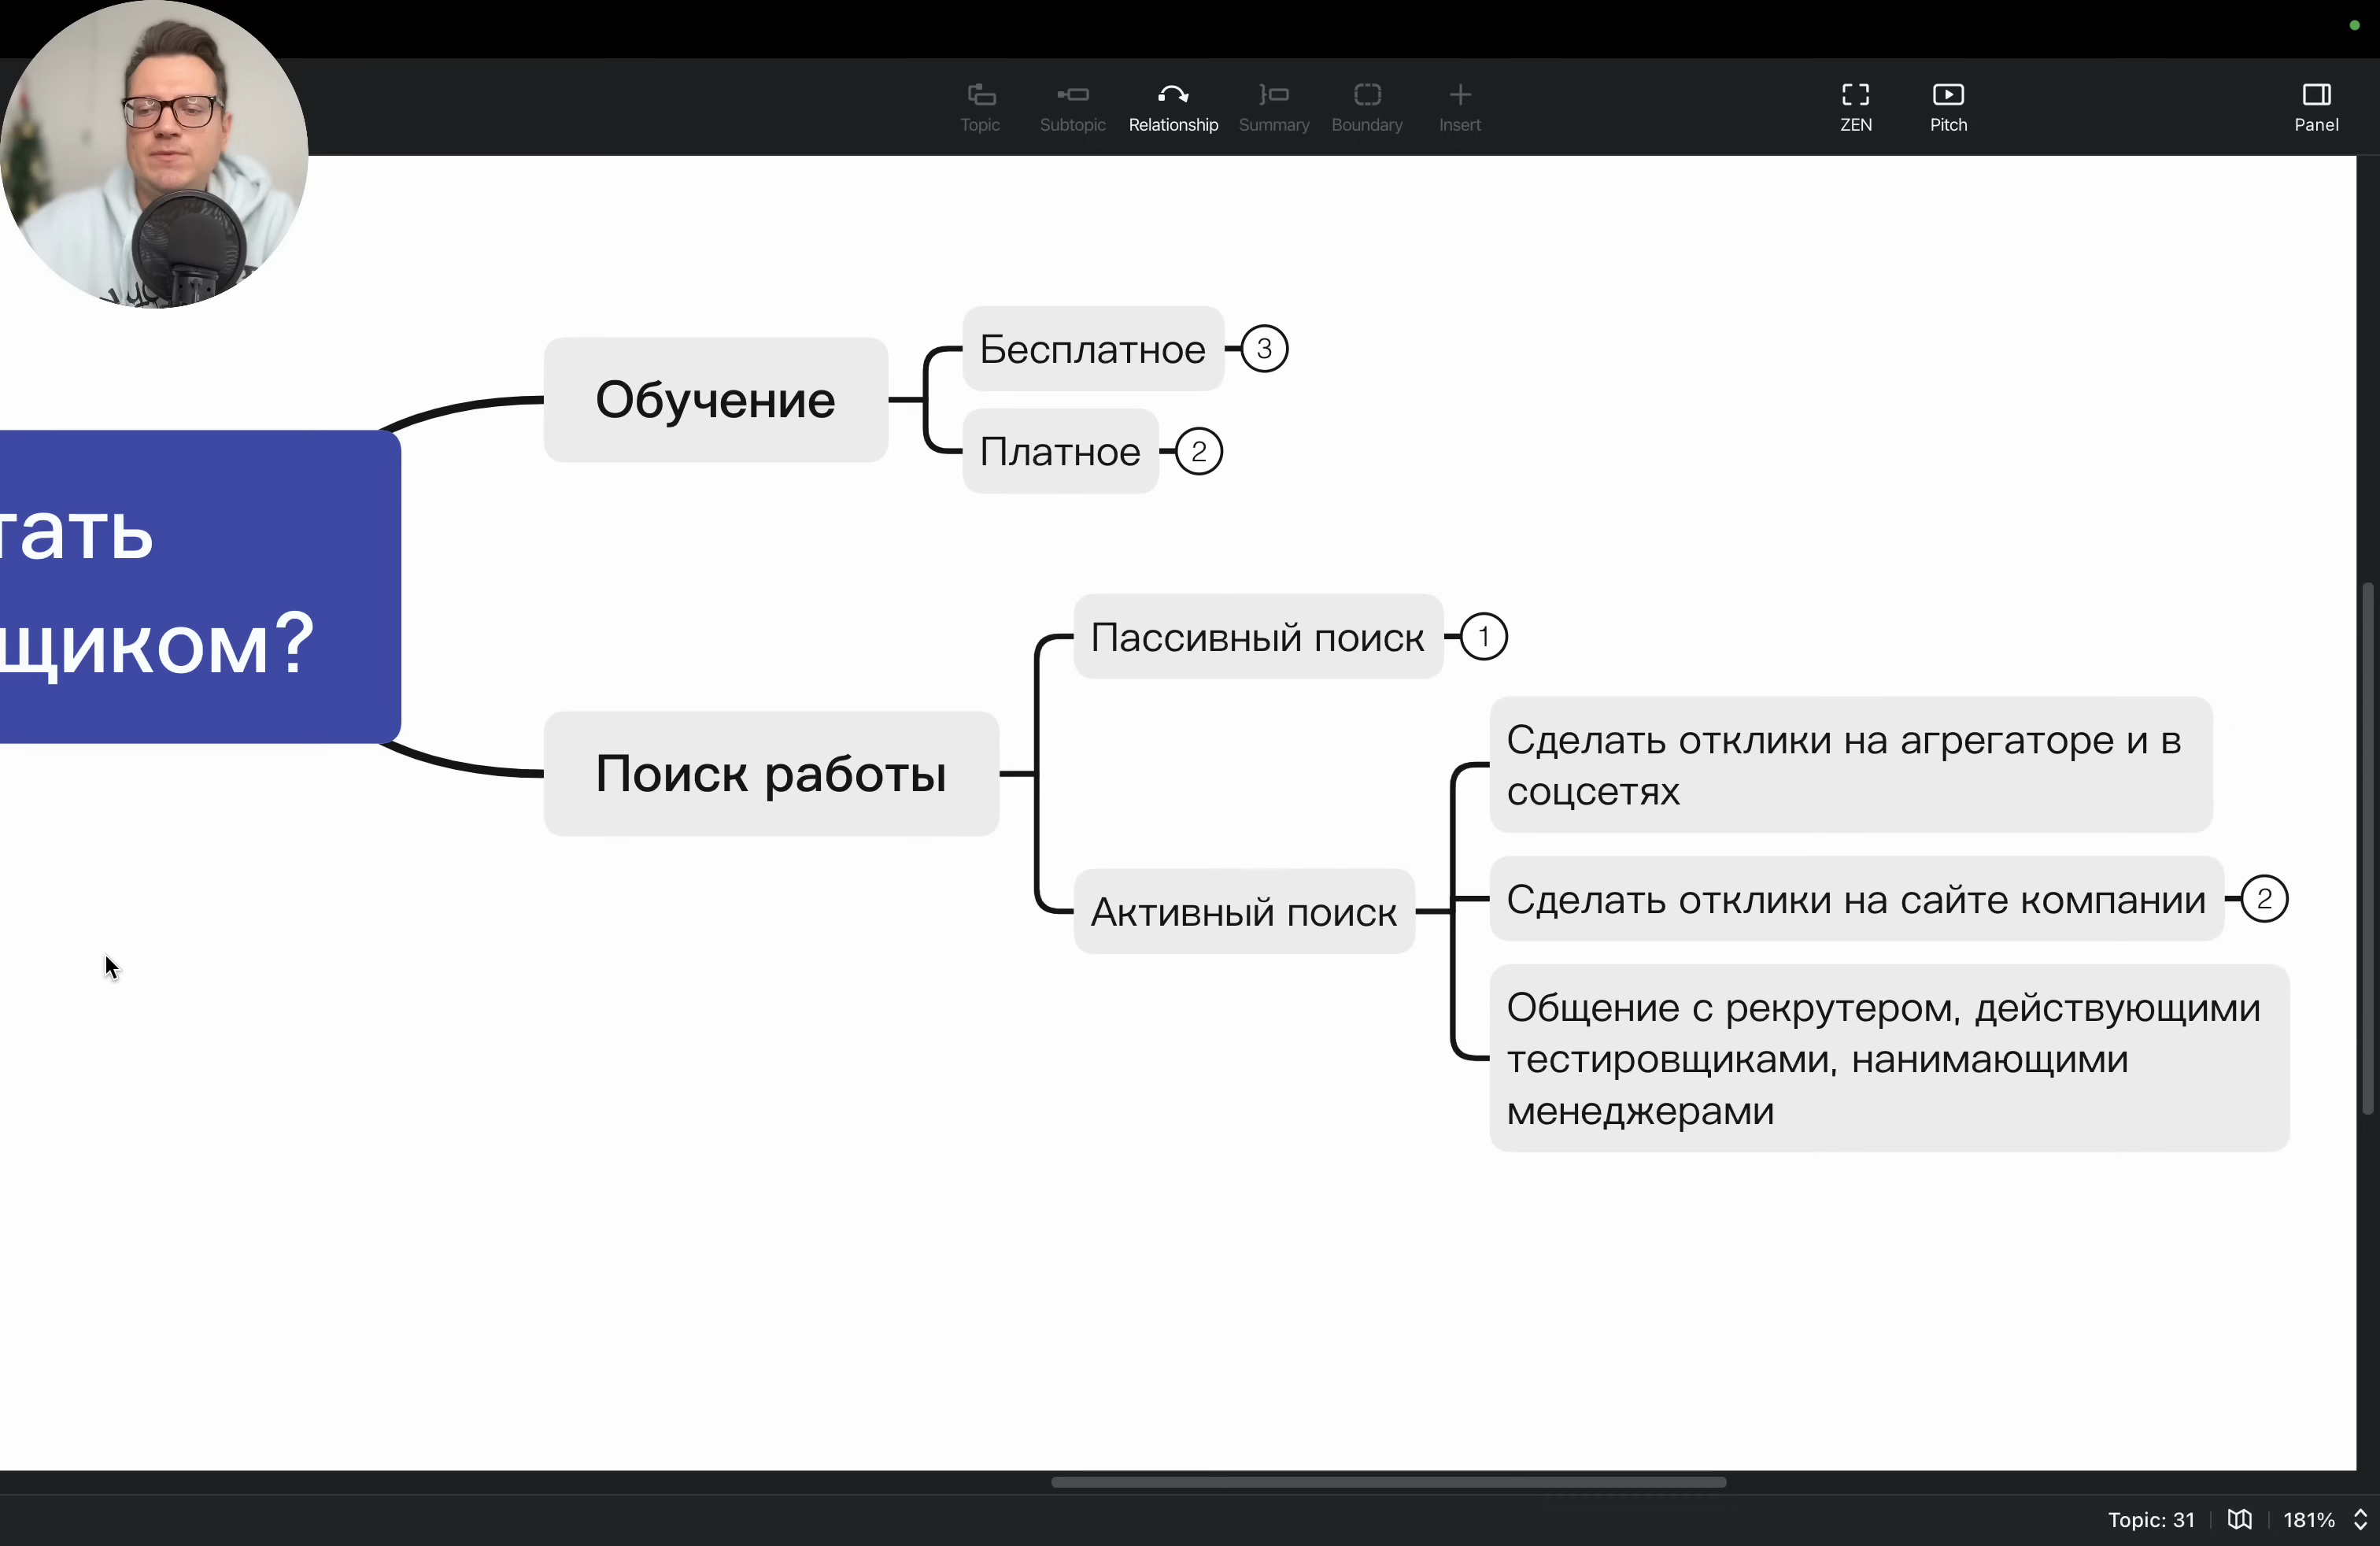 Topic
Subtopic
Relationship
Summary
Boundary
Insert
ZEN
Pitch
Panel
Бесплатное
3
Обучение
Платное
2
тать
щиком?
Пассивный поиск
1
Поиск работы
Сделать отклики на агрегаторе и в
соцсетях
Активный поиск
Сделать отклики на сайте компании
2
Общение с рекрутером, действующими
тестировщиками, нанимающими
менеджерами
Topic: 31
181%